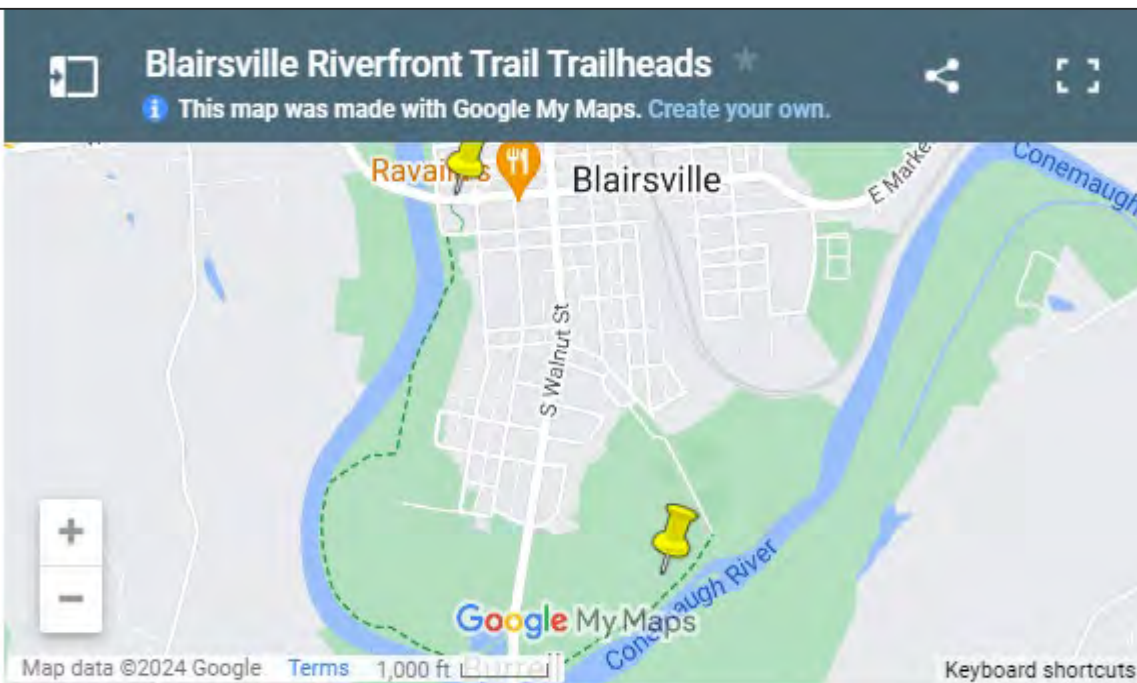 Blairsville Riverfront Trail Trailheads
This map was made with Google My Maps. Create your own.
Blairsville
E Marke
Conemaugh
S Walnut St
+
−
Conemaugh River
Google My Maps
Map data ©2024 Google Terms 1,000 ft
Keyboard shortcuts